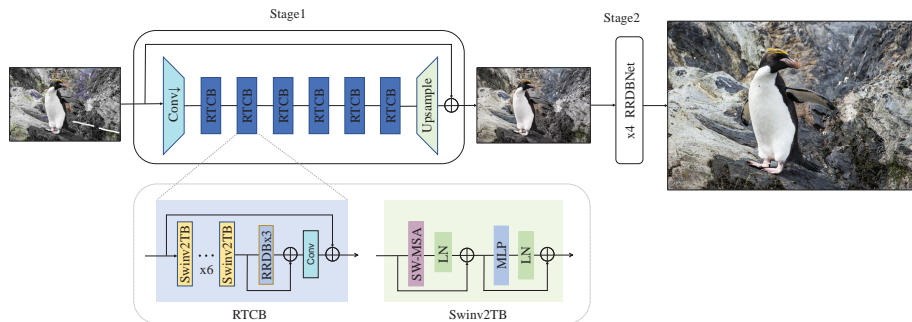 Stage1
Stage2
Conv↓
RTCB
RTCB
RTCB
RTCB
RTCB
RTCB
Upsample
x4 RRDBNet
Swinv2TB
x6
Swinv2TB
RRDBx3
Conv
SW-MSA
LN
MLP
LN
RTCB
Swinv2TB